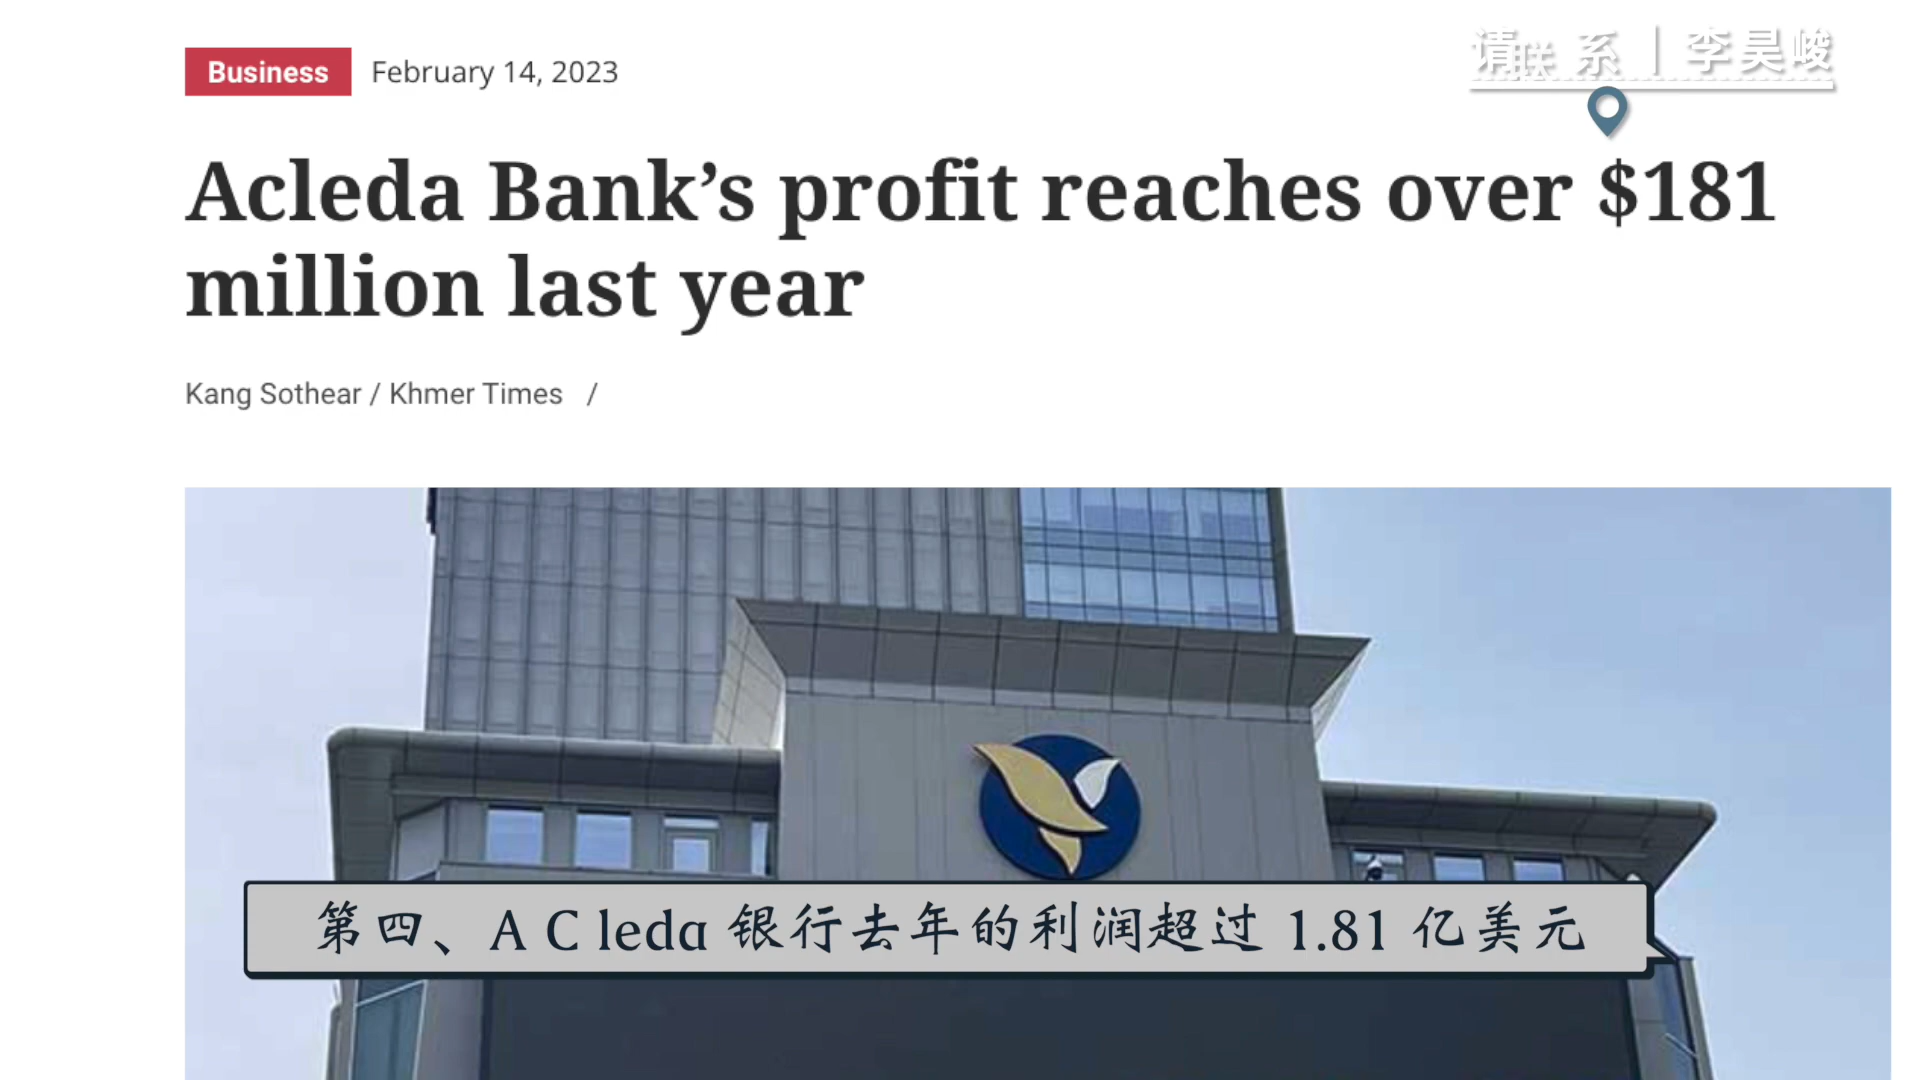 Business February 14, 2023
请联系｜李昊峻
Acleda Bank’s profit reaches over $181
million last year
Kang Sothear / Khmer Times /
第四、A C leda 银行去年的利润超过 1.81 亿美元